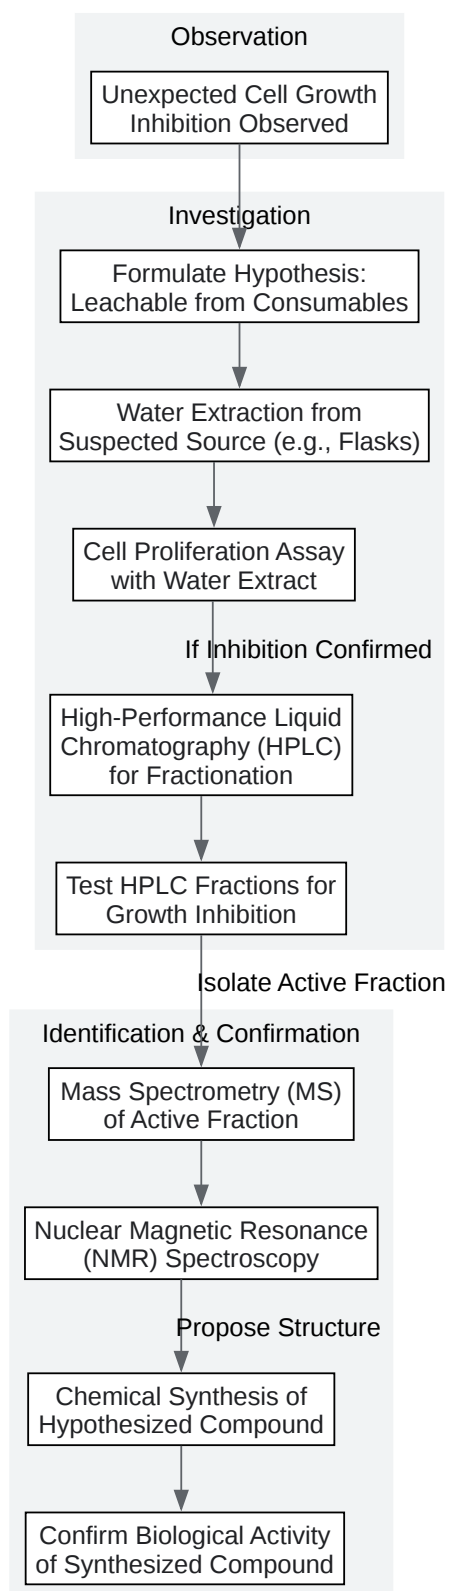 Observation
Unexpected Cell Growth
Inhibition Observed
Investigation
Formulate Hypothesis:
Leachable from Consumables
Water Extraction from
Suspected Source (e.g., Flasks)
Cell Proliferation Assay
with Water Extract
If Inhibition Confirmed
High-Performance Liquid
Chromatography (HPLC)
for Fractionation
Test HPLC Fractions for
Growth Inhibition
Isolate Active Fraction
Identification & Confirmation
Mass Spectrometry (MS)
of Active Fraction
Nuclear Magnetic Resonance
(NMR) Spectroscopy
Propose Structure
Chemical Synthesis of
Hypothesized Compound
Confirm Biological Activity
of Synthesized Compound